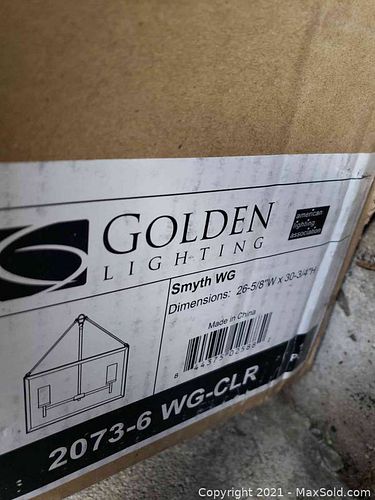 GOLDEN
LIGHTING
american
lighting
association
Smyth WG
Dimensions: 26-5/8"W x 30-3/4"H
Made in China
2073-6 WG-CLR
Copyright © 2021 - MaxSold.com